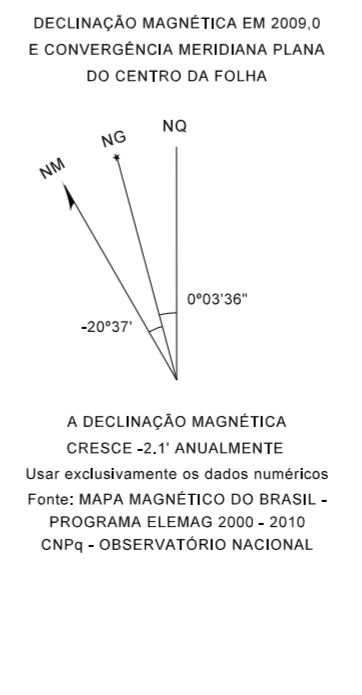 DECLINAÇÃO MAGNÉTICA EM 2009,0
E CONVERGÊNCIA MERIDIANA PLANA
DO CENTRO DA FOLHA
NQ
NG
NM
0º03'36"
-20º37'
A DECLINAÇÃO MAGNÉTICA
CRESCE -2.1' ANUALMENTE
Usar exclusivamente os dados numéricos
Fonte: MAPA MAGNÉTICO DO BRASIL -
PROGRAMA ELEMAG 2000 - 2010
CNPq - OBSERVATÓRIO NACIONAL